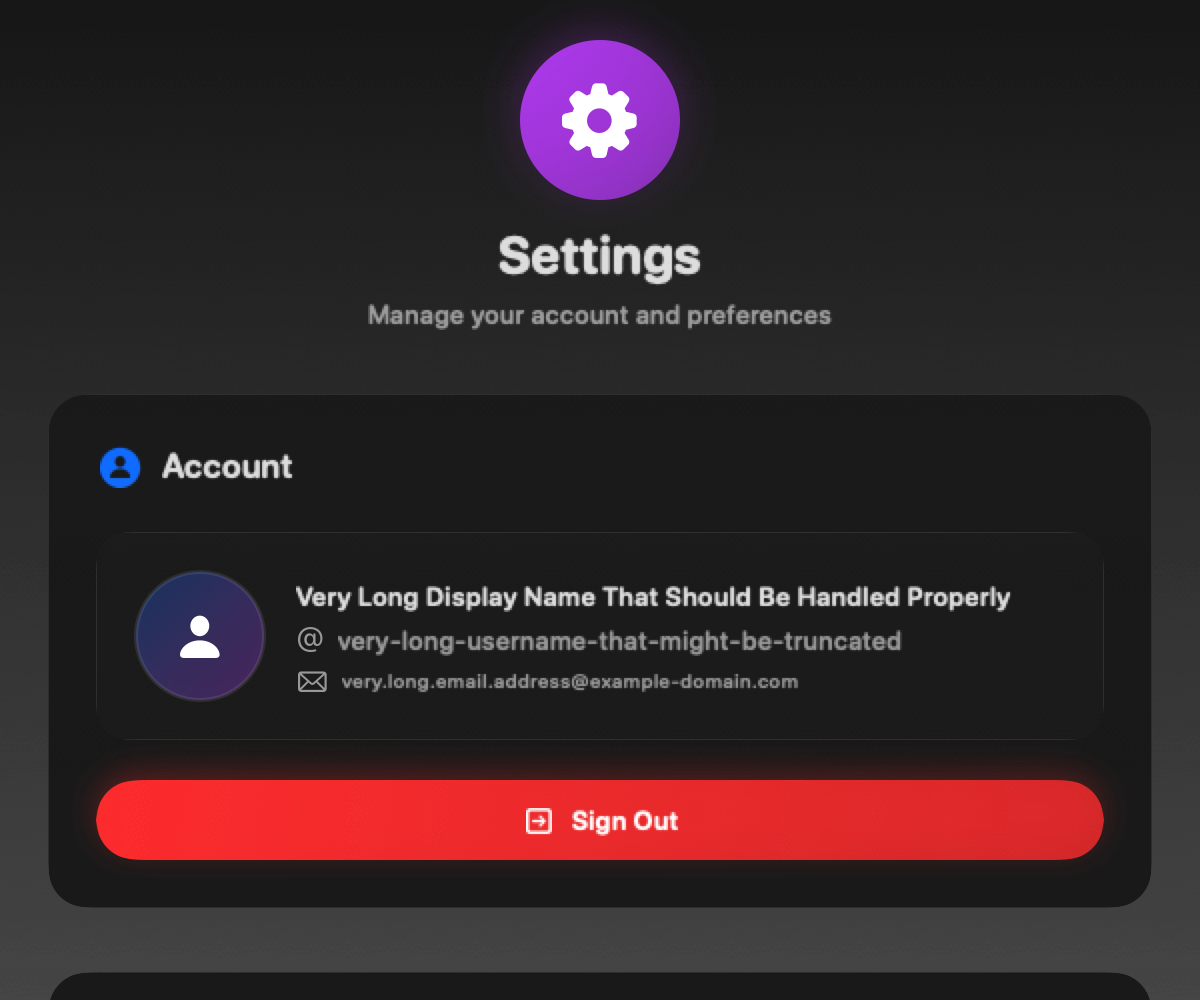 Settings
Manage your account and preferences
Account
Very Long Display Name That Should Be Handled Properly
@ very-long-username-that-might-be-truncated
very.long.email.address@example-domain.com
Sign Out